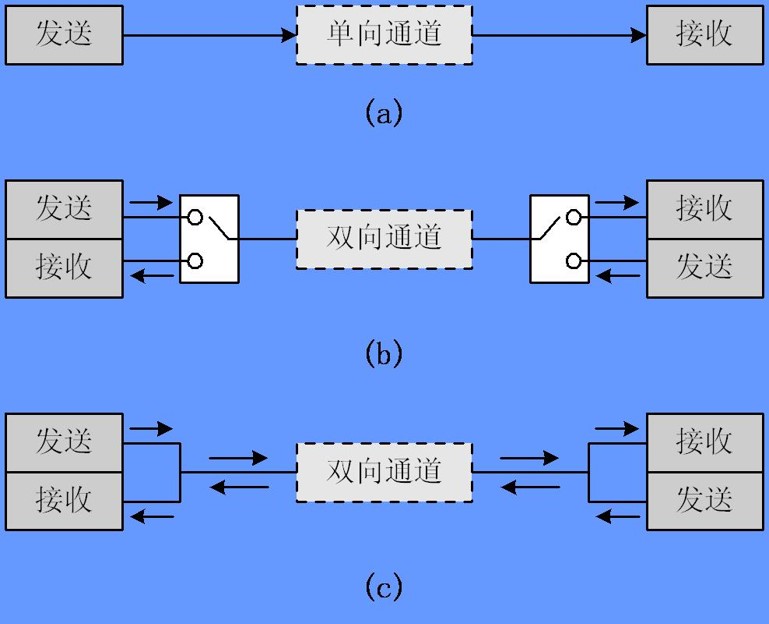 发送 单向通道 接收
(a)
发送 接收
双向通道
接收 发送
(b)
发送 接收
双向通道
接收 发送
(c)